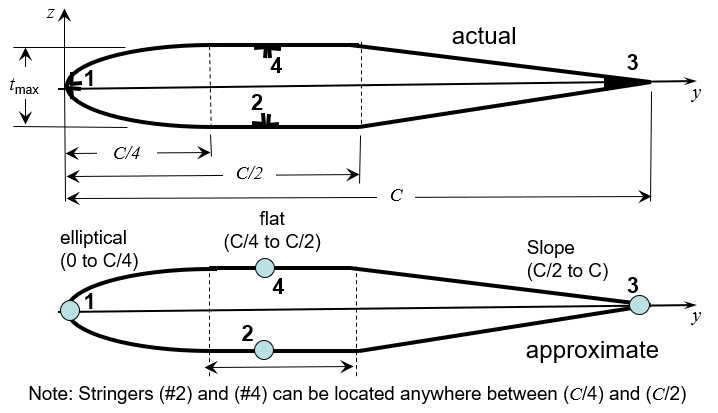 z
actual
3
1
4
t_max
2
y
C/4
C/2
C
flat
(C/4 to C/2)
elliptical
(0 to C/4)
Slope
(C/2 to C)
1
4
3
2
y
approximate
Note: Stringers (#2) and (#4) can be located anywhere between (C/4) and (C/2)